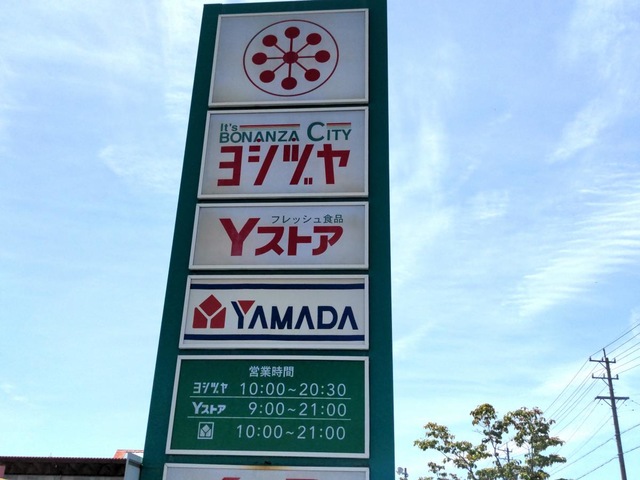 It's
BONANZA CITY
ヨシヅヤ
フレッシュ食品
Yストア
YAMADA
営業時間
ヨシヅヤ 10:00~20:30
Yストア 9:00~21:00
10:00~21:00